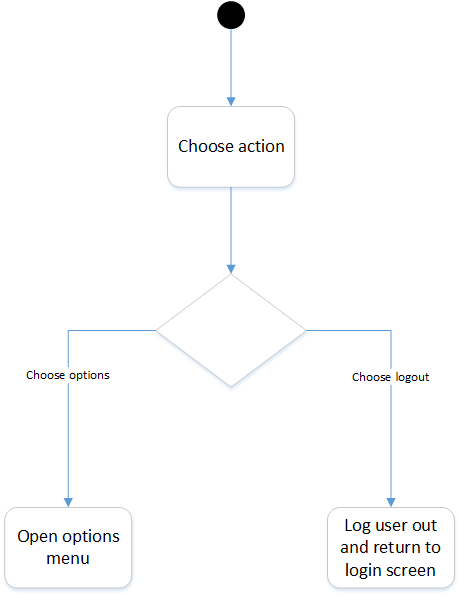 Choose action
Choose options
Choose logout
Open options
menu
Log user out
and return to
login screen